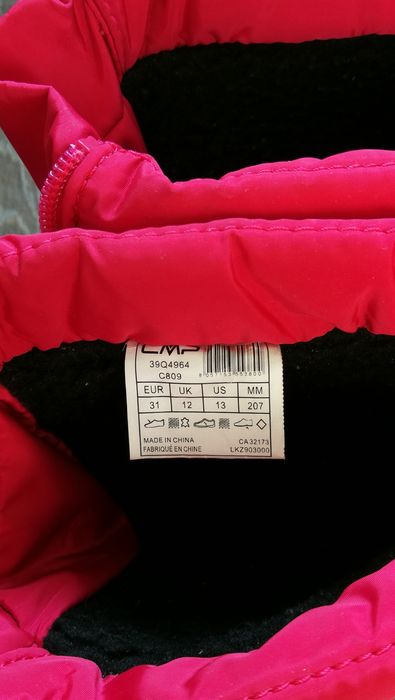 CMP
39Q4964
C809
8057153553600
EUR UK US MM
31 12 13 207
MADE IN CHINA CA 32173
FABRIQUÉ EN CHINE LKZ903000